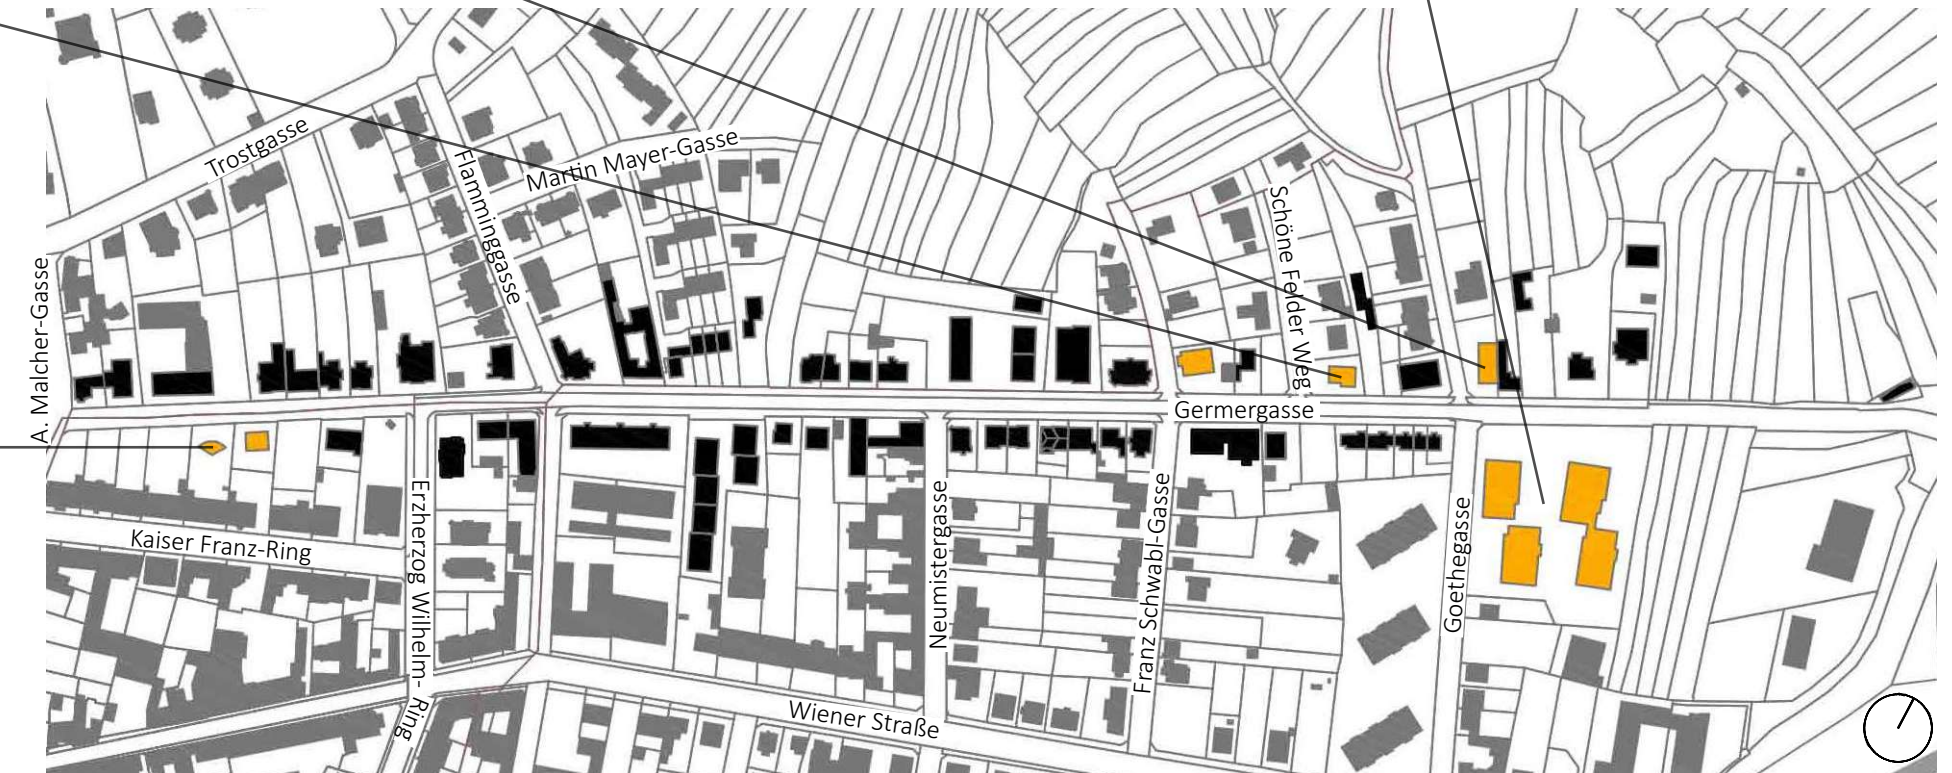 Trostgasse
Flamminggasse
Martin Mayer-Gasse
Schöne Felder Weg
A. Malcher-Gasse
Germergasse
Kaiser Franz-Ring
Erzherzog Wilhelm- Ring
Neumistergasse
Franz Schwabl-Gasse
Goethegasse
Wiener Straße